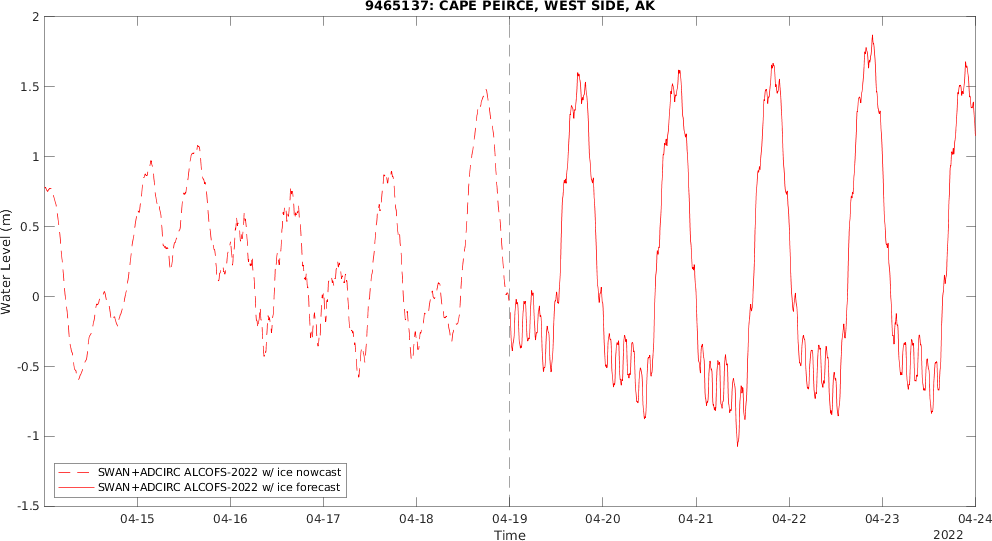 9465137: CAPE PEIRCE, WEST SIDE, AK
2
1.5
1
0.5
0
-0.5
-1
-1.5
Water Level (m)
SWAN+ADCIRC ALCOFS-2022 w/ ice nowcast
SWAN+ADCIRC ALCOFS-2022 w/ ice forecast
04-15 04-16 04-17 04-18 04-19 04-20 04-21 04-22 04-23 04-24
Time
2022